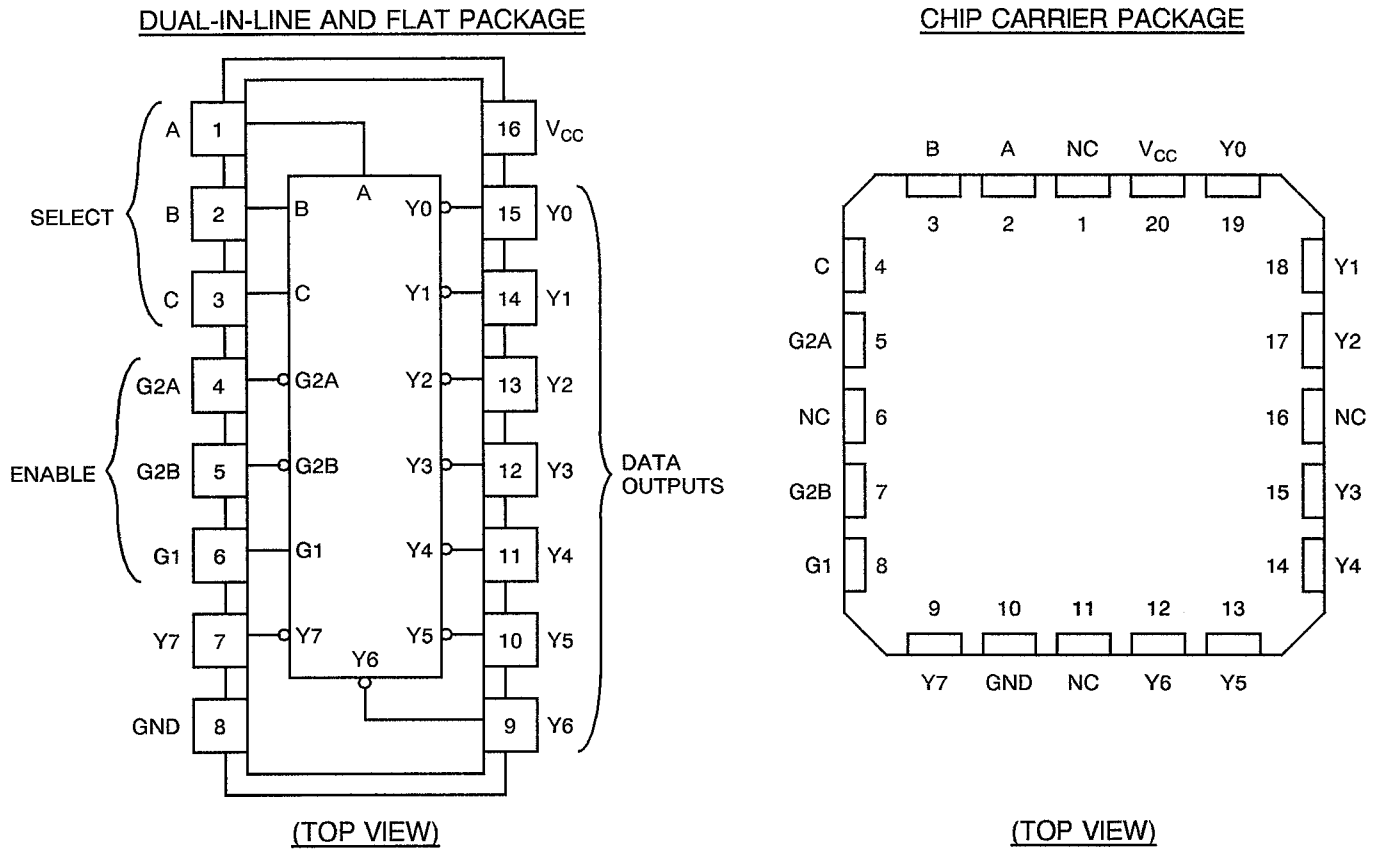 DUAL-IN-LINE AND FLAT PACKAGE
A 1 16 VCC
A
SELECT
B 2 B Y0 15 Y0
C 3 C Y1 14 Y1
G2A 4 G2A Y2 13 Y2
ENABLE
G2B 5 G2B Y3 12 Y3
DATA
OUTPUTS
G1 6 G1 Y4 11 Y4
Y7 7 Y7 Y5 10 Y5
Y6
GND 8 9 Y6
(TOP VIEW)
CHIP CARRIER PACKAGE
B A NC VCC Y0
3 2 1 20 19
C 4 18 Y1
G2A 5 17 Y2
NC 6 16 NC
G2B 7 15 Y3
G1 8 14 Y4
9 10 11 12 13
Y7 GND NC Y6 Y5
(TOP VIEW)